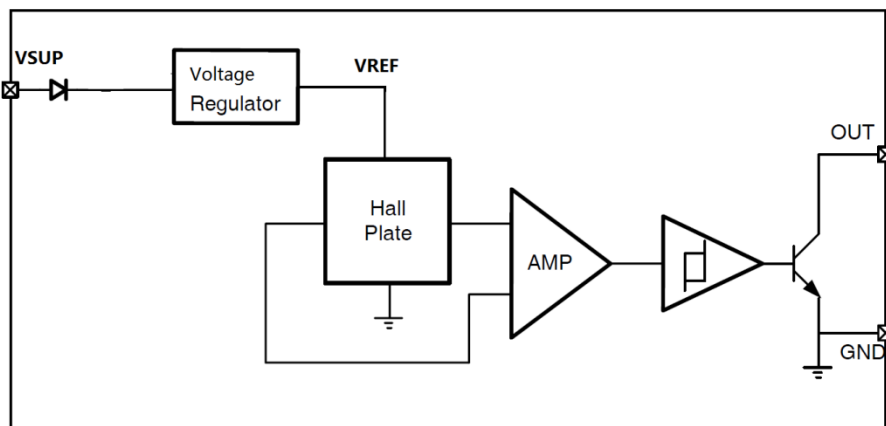 VSUP
Voltage
Regulator
VREF
OUT
Hall
Plate
AMP
GND